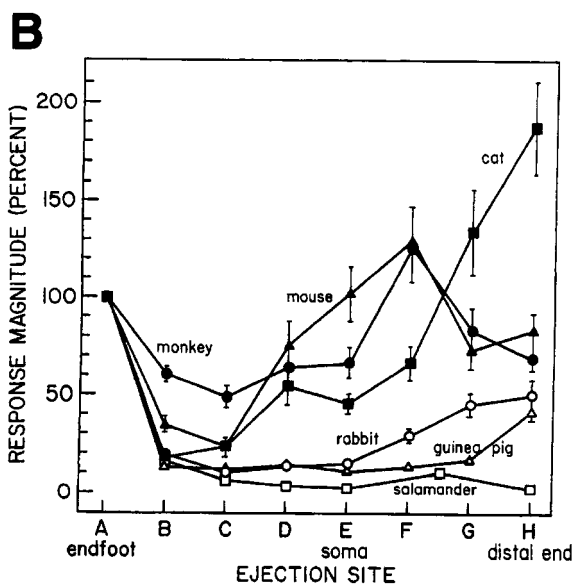 B
RESPONSE MAGNITUDE (PERCENT)
200
150
100
50
0
cat
mouse
monkey
rabbit
guinea pig
salamander
A B C D E F G H
endfoot soma distal end
EJECTION SITE